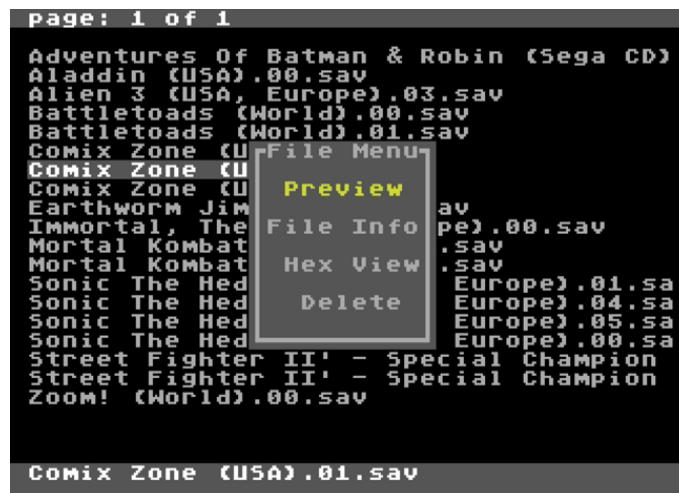 page: 1 of 1
Adventures Of Batman & Robin (Sega CD)
Aladdin (USA).00.sav
Alien 3 (USA, Europe).03.sav
Battletoads (World).00.sav
Battletoads (World).01.sav
Comix Zone (U
File Menu
Comix Zone (U
Comix Zone (U
Preview
Earthworm Jim
av
Immortal, The
File Info
pe).00.sav
Mortal Kombat
.sav
Mortal Kombat
Hex View
.sav
Sonic The Hed
Europe).01.sa
Sonic The Hed
Delete
Europe).04.sa
Sonic The Hed
Europe).05.sa
Sonic The Hed
Europe).00.sa
Street Fighter II' - Special Champion
Street Fighter II' - Special Champion
Zoom! (World).00.sav
Comix Zone (USA).01.sav